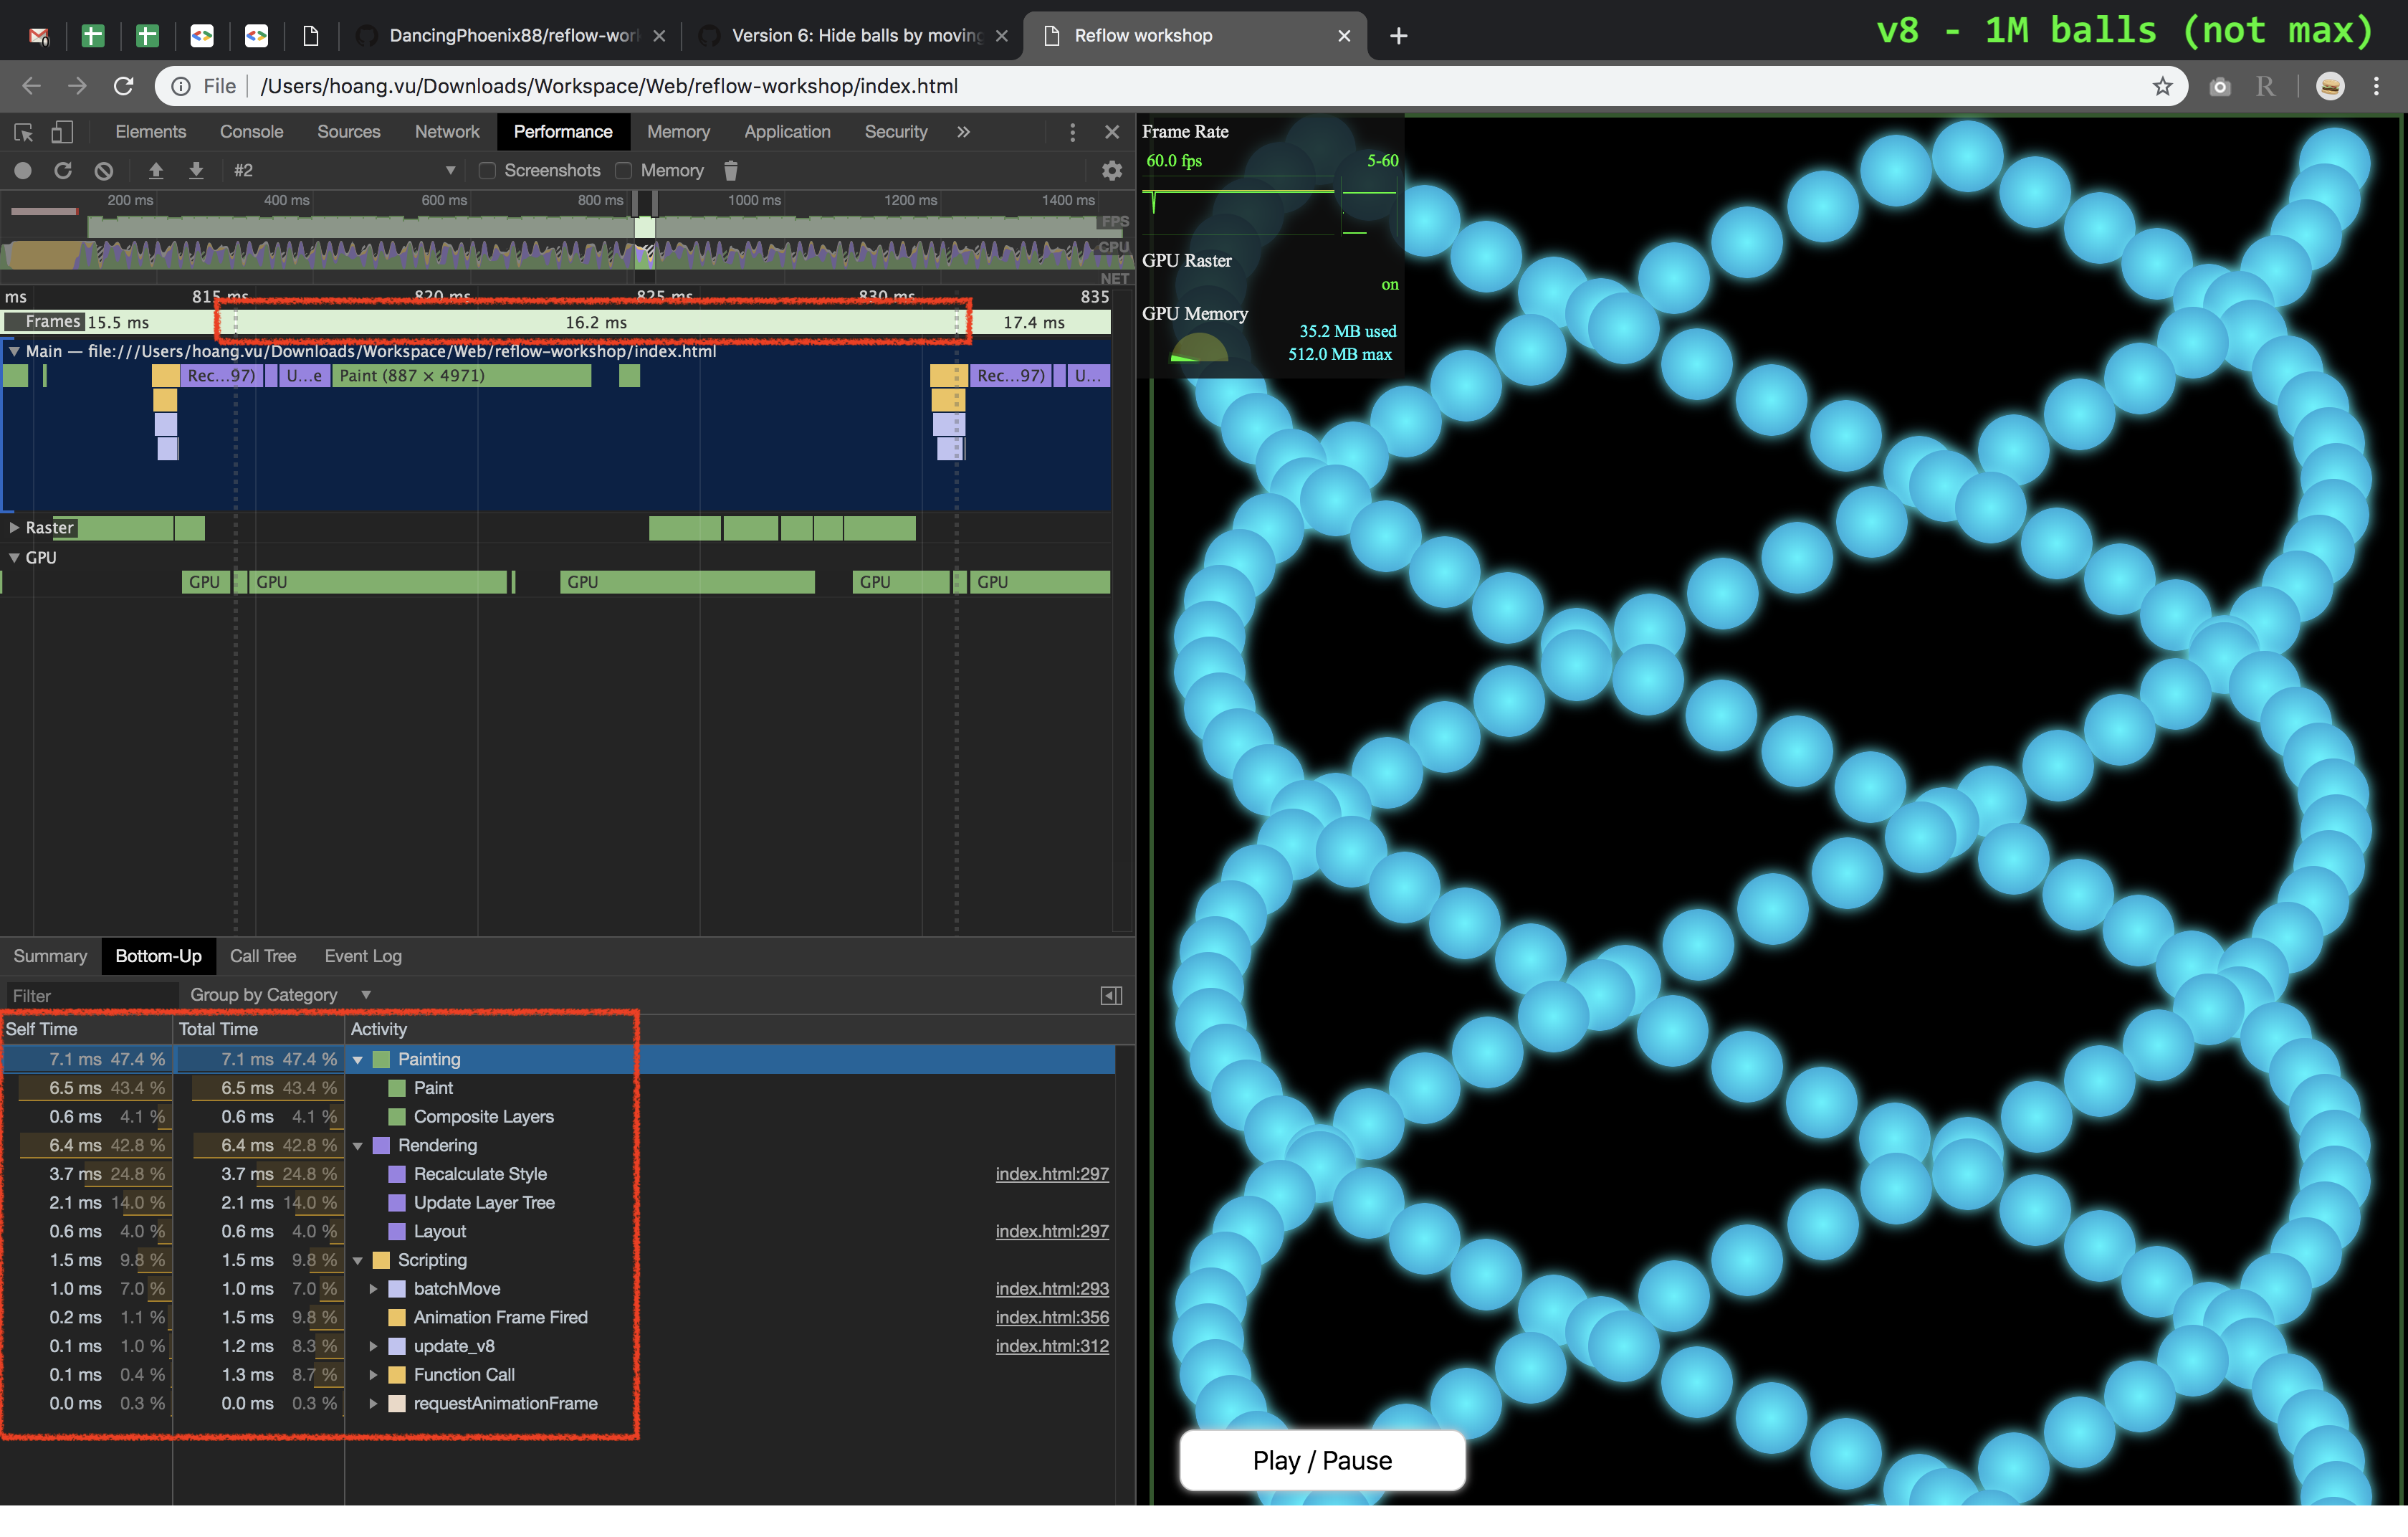 DancingPhoenix88/reflow-wor
Version 6: Hide balls by moving
Reflow workshop
v8 - 1M balls (not max)
File
/Users/hoang.vu/Downloads/Workspace/Web/reflow-workshop/index.html
R
Elements Console Sources Network Performance Memory Application Security »
#2 Screenshots Memory
200 ms 400 ms 600 ms 800 ms 1000 ms 1200 ms 1400 ms
FPS
CPU
NET
ms 815 ms 820 ms 825 ms 830 ms 835
Frames 15.5 ms 16.2 ms 17.4 ms
Main — file:///Users/hoang.vu/Downloads/Workspace/Web/reflow-workshop/index.html
Rec...97) U...e Paint (887 × 4971) Rec...97) U...
Raster
GPU
GPU GPU GPU GPU GPU
Summary Bottom-Up Call Tree Event Log
Filter Group by Category
Self Time Total Time Activity
7.1 ms 47.4 % 7.1 ms 47.4 % Painting
6.5 ms 43.4 % 6.5 ms 43.4 % Paint
0.6 ms 4.1 % 0.6 ms 4.1 % Composite Layers
6.4 ms 42.8 % 6.4 ms 42.8 % Rendering
3.7 ms 24.8 % 3.7 ms 24.8 % Recalculate Style index.html:297
2.1 ms 14.0 % 2.1 ms 14.0 % Update Layer Tree
0.6 ms 4.0 % 0.6 ms 4.0 % Layout index.html:297
1.5 ms 9.8 % 1.5 ms 9.8 % Scripting
1.0 ms 7.0 % 1.0 ms 7.0 % batchMove index.html:293
0.2 ms 1.1 % 1.5 ms 9.8 % Animation Frame Fired index.html:356
0.1 ms 1.0 % 1.2 ms 8.3 % update_v8 index.html:312
0.1 ms 0.4 % 1.3 ms 8.7 % Function Call
0.0 ms 0.3 % 0.0 ms 0.3 % requestAnimationFrame
Frame Rate
60.0 fps 5-60
GPU Raster
on
GPU Memory
35.2 MB used
512.0 MB max
Play / Pause